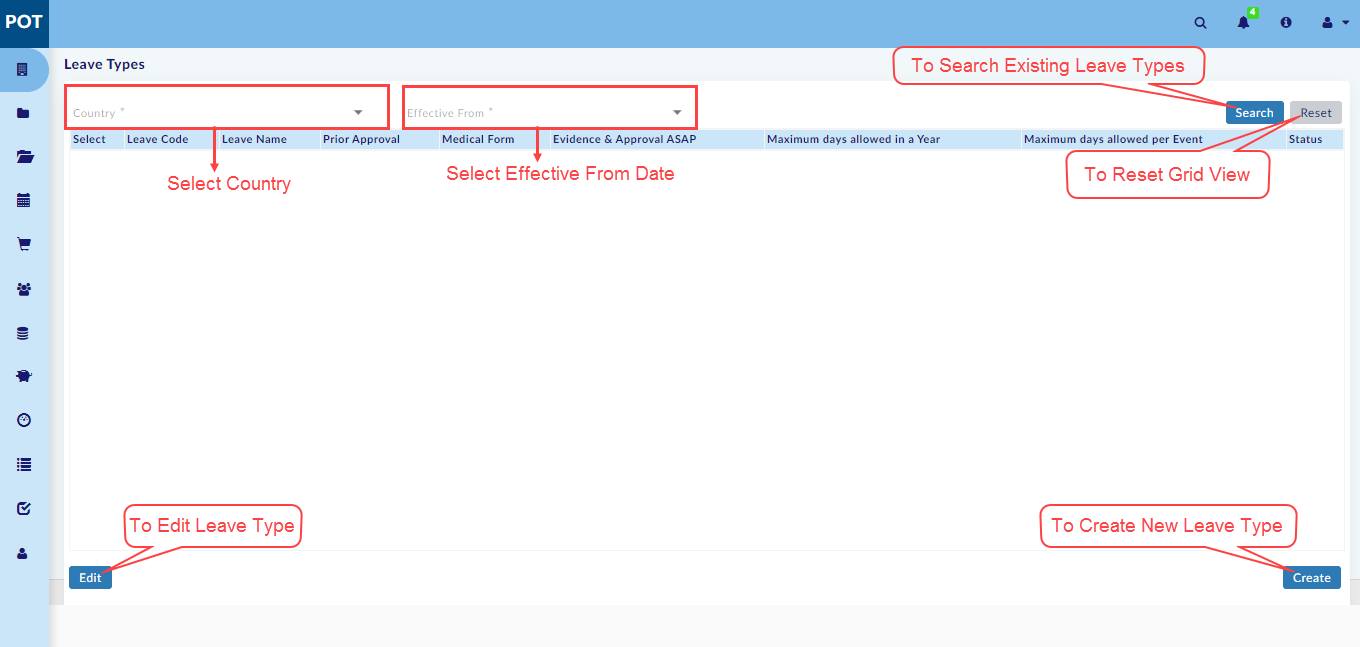 POT
4
Leave Types
To Search Existing Leave Types
Country *
Effective From *
Search
Reset
Select
Leave Code
Leave Name
Prior Approval
Medical Form
Evidence & Approval ASAP
Maximum days allowed in a Year
Maximum days allowed per Event
Status
Select Country
Select Effective From Date
To Reset Grid View
To Edit Leave Type
To Create New Leave Type
Edit
Create